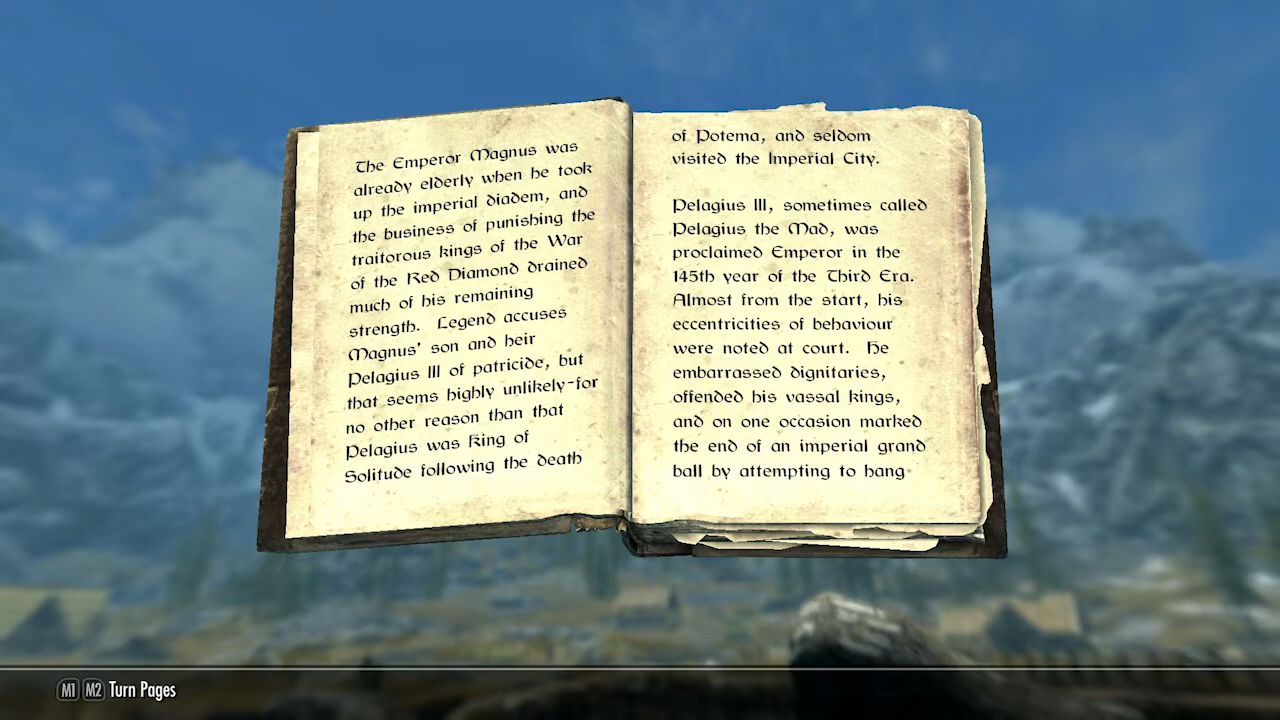 The Emperor Magnus was
already elderly when he took
up the imperial diadem, and
the business of punishing the
traitorous kings of the War
of the Red Diamond drained
much of his remaining
strength. Legend accuses
Magnus' son and heir
Pelagius III of patricide, but
that seems highly unlikely-for
no other reason than that
Pelagius was King of
Solitude following the death
of Potema, and seldom
visited the Imperial City.
Pelagius III, sometimes called
Pelagius the Mad, was
proclaimed Emperor in the
145th year of the Third Era.
Almost from the start, his
eccentricities of behaviour
were noted at court. He
embarrassed dignitaries,
offended his vassal kings,
and on one occasion marked
the end of an imperial grand
ball by attempting to hang
M1 M2 Turn Pages